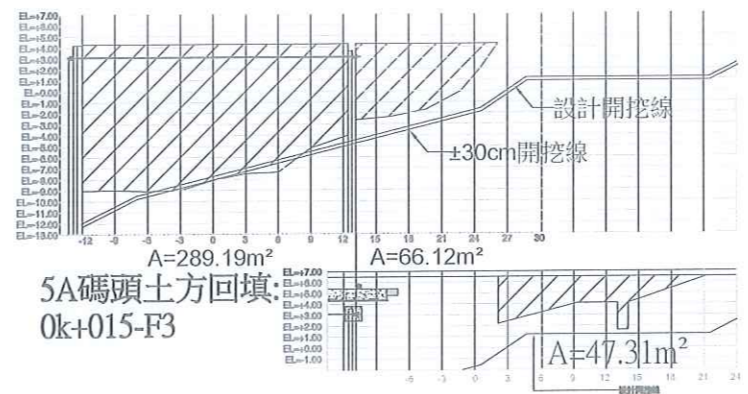 EL=+7.00
EL=+6.00
EL=+5.00
EL=+4.00
EL=+3.00
EL=+2.00
EL=+1.00
EL=+0.00
EL=-1.00
EL=-2.00
EL=-3.00
EL=-4.00
EL=-5.00
EL=-6.00
EL=-7.00
EL=-8.00
EL=-9.00
EL=-10.00
EL=-11.00
EL=-12.00
EL=-13.00
設計開挖線
±30cm開挖線
-12 -9 -6 -3 0 3 6 9 12 15 18 21 24 27 30
A=289.19m² A=66.12m²
5A碼頭土方回填:
0k+015-F3
EL=+7.00
EL=+6.00
EL=+5.00
EL=+4.00
EL=+3.00
EL=+2.00
EL=+1.00
EL=+0.00
EL=-1.00
A=47.31m²
-6 -3 0 3 6 9 12 15 18 21 24